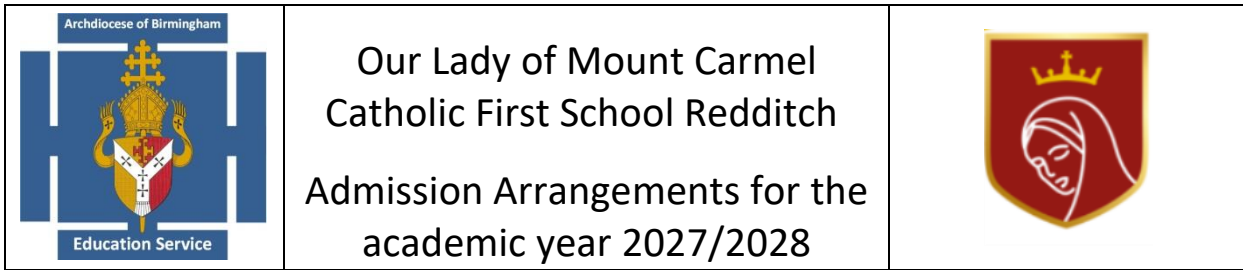 Archdiocese of Birmingham
Education Service
Our Lady of Mount Carmel
Catholic First School Redditch
Admission Arrangements for the
academic year 2027/2028